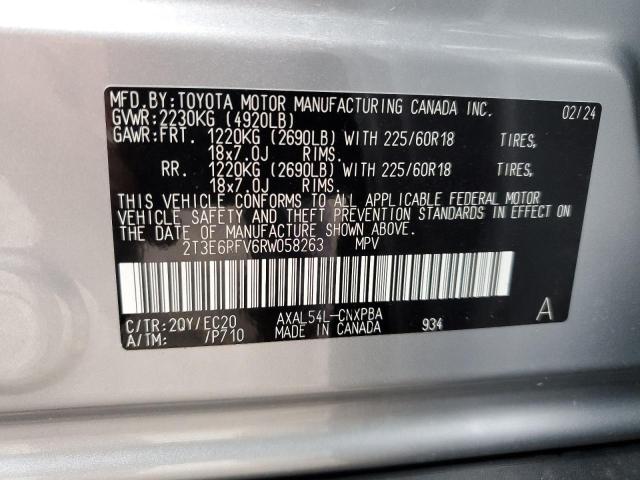 MFD.BY:TOYOTA MOTOR MANUFACTURING CANADA INC. 02/24
GVWR:2230KG (4920LB)
GAWR:FRT. 1220KG (2690LB) WITH 225/60R18 TIRES,
18x7.0J RIMS.
RR. 1220KG (2690LB) WITH 225/60R18 TIRES,
18x7.0J RIMS.
THIS VEHICLE CONFORMS TO ALL APPLICABLE FEDERAL MOTOR
VEHICLE SAFETY AND THEFT PREVENTION STANDARDS IN EFFECT ON
THE DATE OF MANUFACTURE SHOWN ABOVE.
2T3E6RFV6RW058263 MPV
C/TR:2QY/EC20 AXAL54L-CNXPBA A
A/TM: /P710 MADE IN CANADA 934